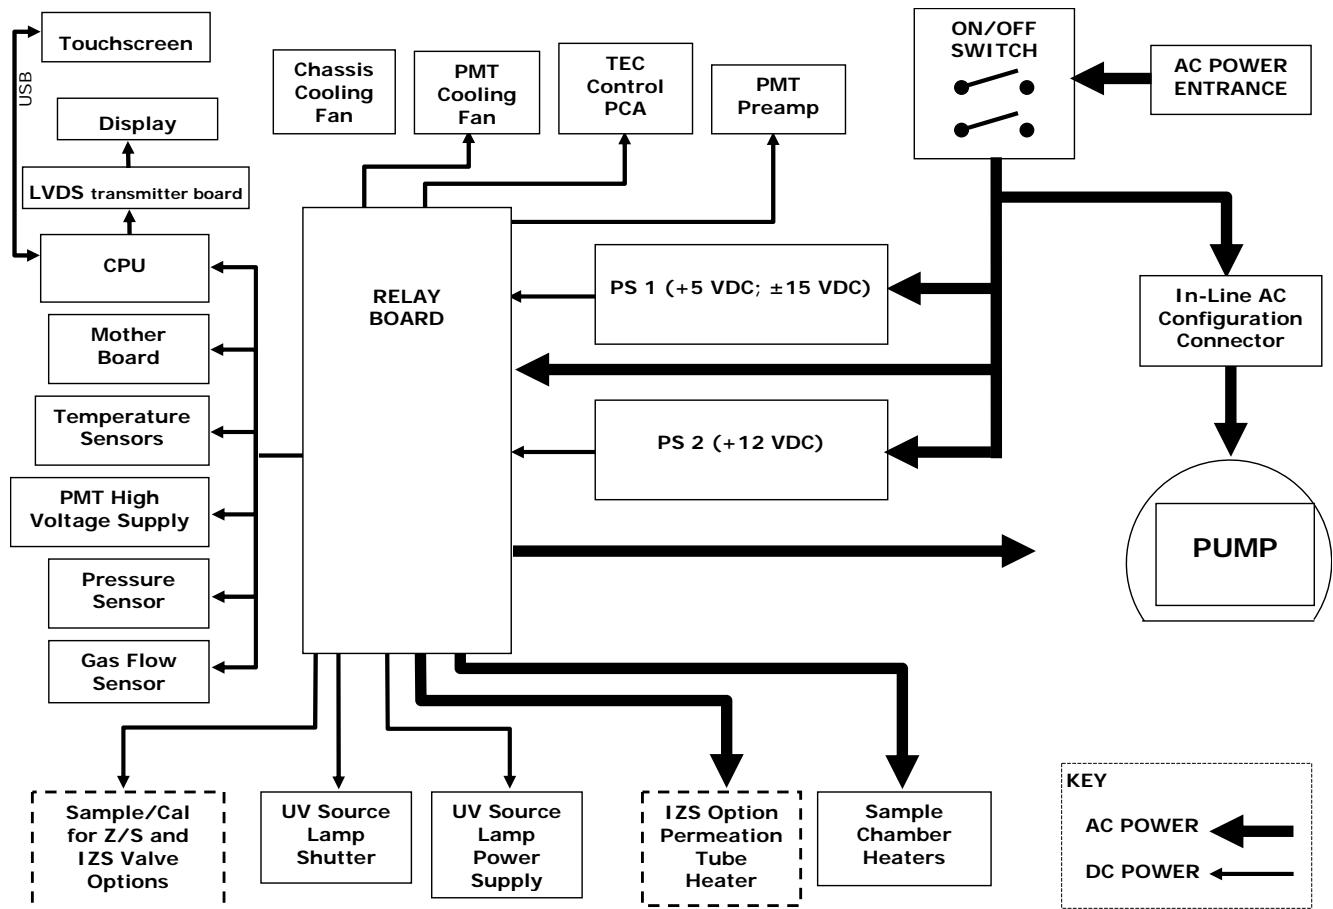 Touchscreen
USB
Display
LVDS transmitter board
CPU
Mother
Board
Temperature
Sensors
PMT High
Voltage Supply
Pressure
Sensor
Gas Flow
Sensor
Chassis
Cooling
Fan
PMT
Cooling
Fan
TEC
Control
PCA
PMT
Preamp
ON/OFF
SWITCH
AC POWER
ENTRANCE
RELAY
BOARD
PS 1 (+5 VDC; ±15 VDC)
PS 2 (+12 VDC)
In-Line AC
Configuration
Connector
PUMP
Sample/Cal
for Z/S and
IZS Valve
Options
UV Source
Lamp
Shutter
UV Source
Lamp
Power
Supply
IZS Option
Permeation
Tube
Heater
Sample
Chamber
Heaters
KEY
AC POWER
DC POWER